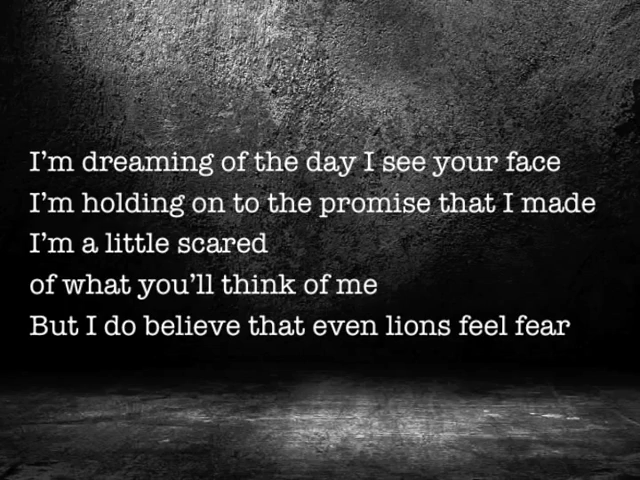 I’m dreaming of the day I see your face
I’m holding on to the promise that I made
I’m a little scared
of what you’ll think of me
But I do believe that even lions feel fear